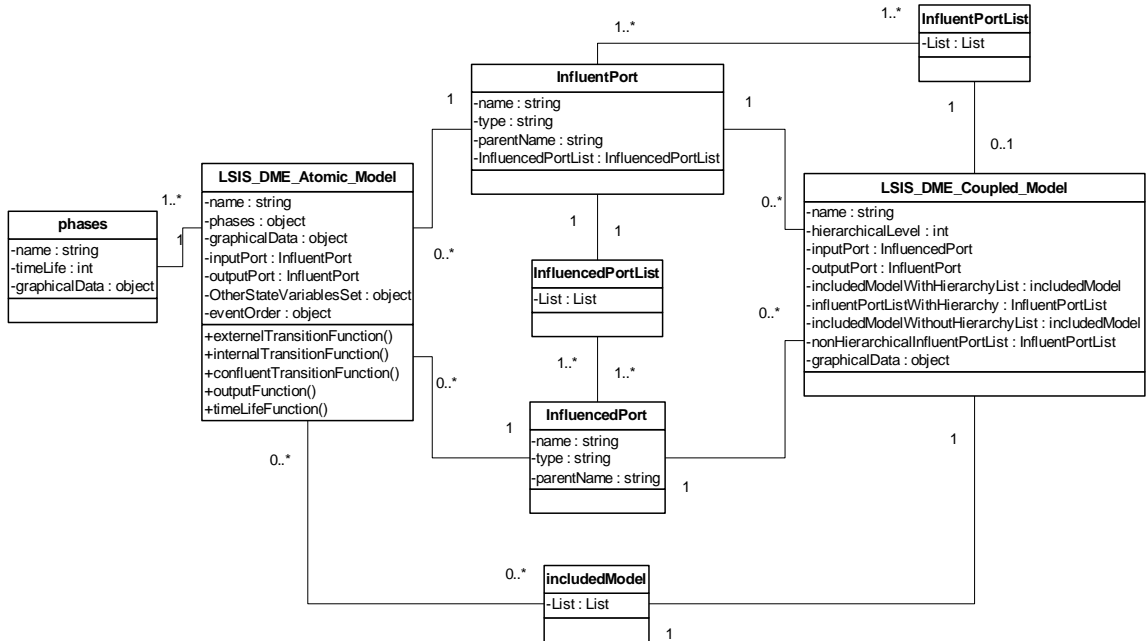 1..*
InfluentPortList
-List : List
1..*
InfluentPort
-name : string
-type : string
-parentName : string
-InfluencedPortList : InfluencedPortList
1
1
1
0..*
0..1
LSIS_DME_Atomic_Model
-name : string
-phases : object
-graphicalData : object
-inputPort : InfluentPort
-outputPort : InfluentPort
-OtherStateVariablesSet : object
-eventOrder : object
+externelTransitionFunction()
+internalTransitionFunction()
+confluentTransitionFunction()
+outputFunction()
+timeLifeFunction()
LSIS_DME_Coupled_Model
-name : string
-hierarchicalLevel : int
-inputPort : InfluencedPort
-outputPort : InfluentPort
-includedModelWithHierarchyList : includedModel
-influentPortListWithHierarchy : InfluentPortList
-includedModelWithoutHierarchyList : includedModel
-nonHierarchicalInfluentPortList : InfluentPortList
-graphicalData : object
1..*
0..*
phases
-name : string
-timeLife : int
-graphicalData : object
1
1
1
0..*
InfluencedPortList
-List : List
0..*
1..*
1..*
0..*
InfluencedPort
-name : string
-type : string
-parentName : string
1
1
1
0..*
0..*
includedModel
-List : List
1